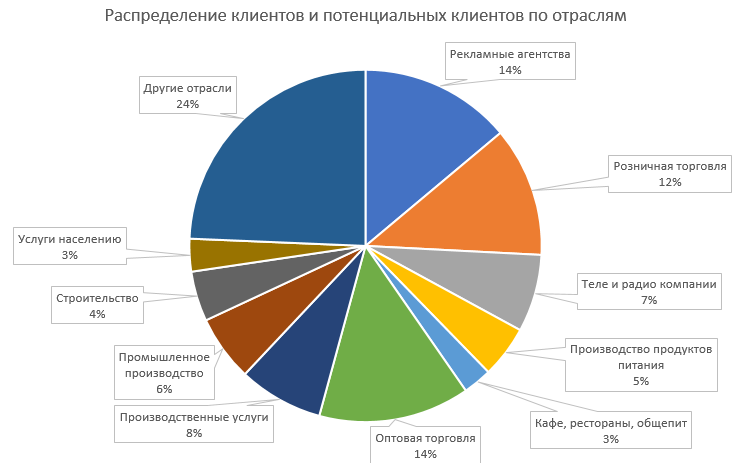 Распределение клиентов и потенциальных клиентов по отраслям
Рекламные агентства
14%
Розничная торговля
12%
Теле и радио компании
7%
Производство продуктов
питания
5%
Кафе, рестораны, общепит
3%
Оптовая торговля
14%
Производственные услуги
8%
Промышленное
производство
6%
Строительство
4%
Услуги населению
3%
Другие отрасли
24%